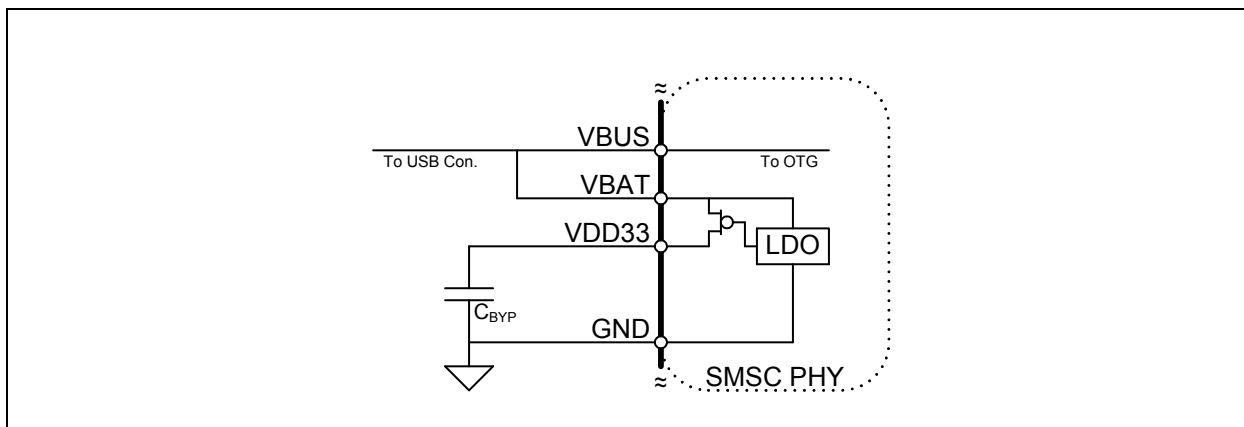 VBUS
To USB Con.
To OTG
VBAT
VDD33
LDO
CBYP
GND
SMSC PHY